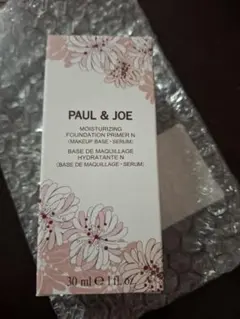 PAUL & JOE
MOISTURIZING
FOUNDATION PRIMER N
(MAKEUP BASE - SERUM)
BASE DE MAQUILLAGE
HYDRATANTE N
(BASE DE MAQUILLAGE - SERUM)
30 ml ℮ 1 fl. oz.